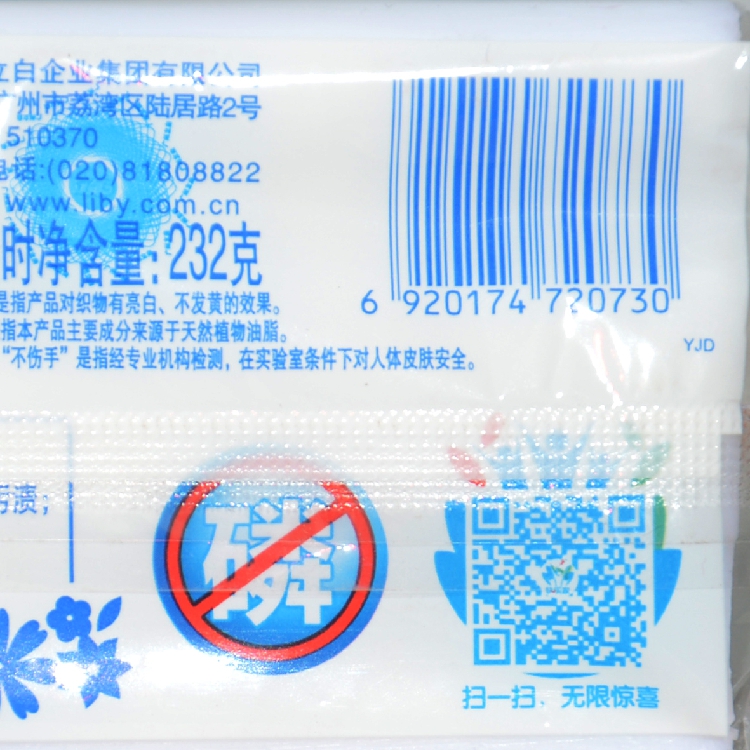 立白企业集团有限公司
广州市荔湾区陆居路2号
510370
电话:(020)81808822
www.liby.com.cn
时净含量:232克
是指产品对织物有亮白、不发黄的效果。
指本产品主要成分来源于天然植物油脂。
“不伤手”是指经专业机构检测,在实验室条件下对人体皮肤安全。
6 920174 720730
YJD
污渍;
磷
扫一扫,无限惊喜